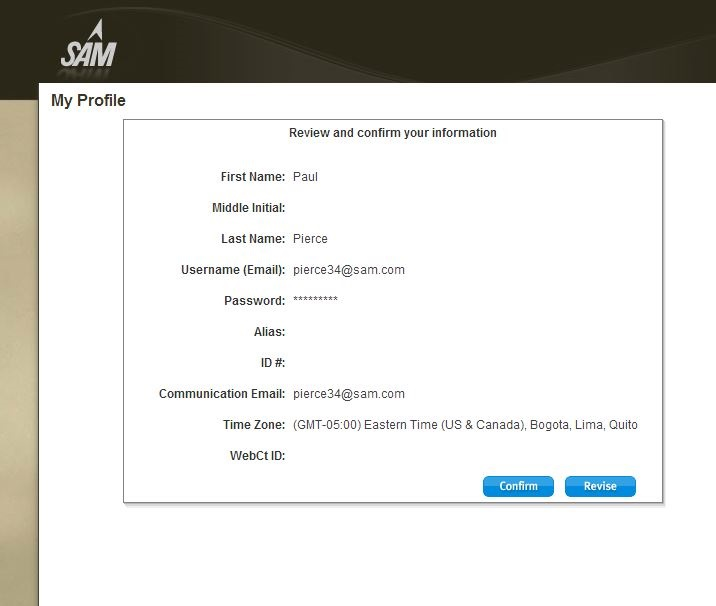 SAM
My Profile
Review and confirm your information
First Name: Paul
Middle Initial:
Last Name: Pierce
Username (Email): pierce34@sam.com
Password: *********
Alias:
ID #:
Communication Email: pierce34@sam.com
Time Zone: (GMT-05:00) Eastern Time (US & Canada), Bogota, Lima, Quito
WebCt ID:
Confirm Revise